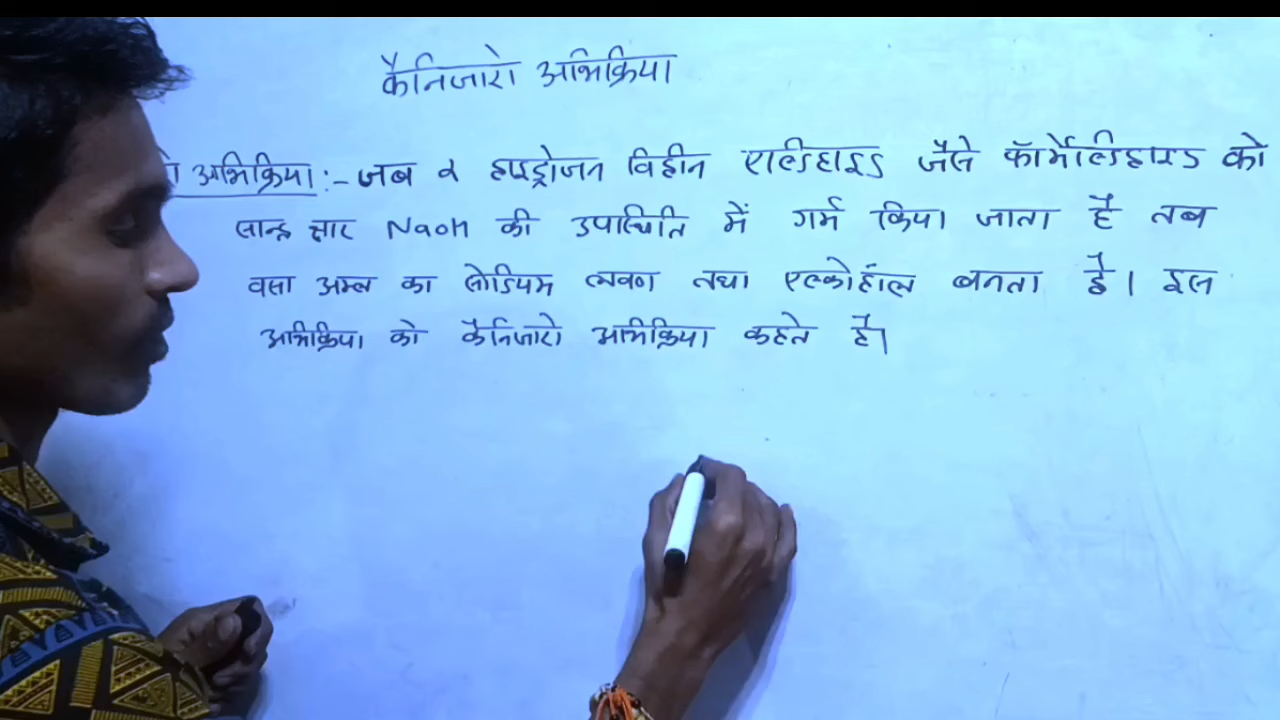 कैनिजारो अभिक्रिया
अभिक्रिया :- जब α हाइड्रोजन विहीन एल्डिहाइड जैसे फॉर्मेल्डिहाइड को
सान्द्र क्षार NaOH की उपस्थिति में गर्म किया जाता है तब
वसा अम्ल का सोडियम लवण तथा एल्कोहॉल बनता है। इस
अभिक्रिया को कैनिजारो अभिक्रिया कहते है।